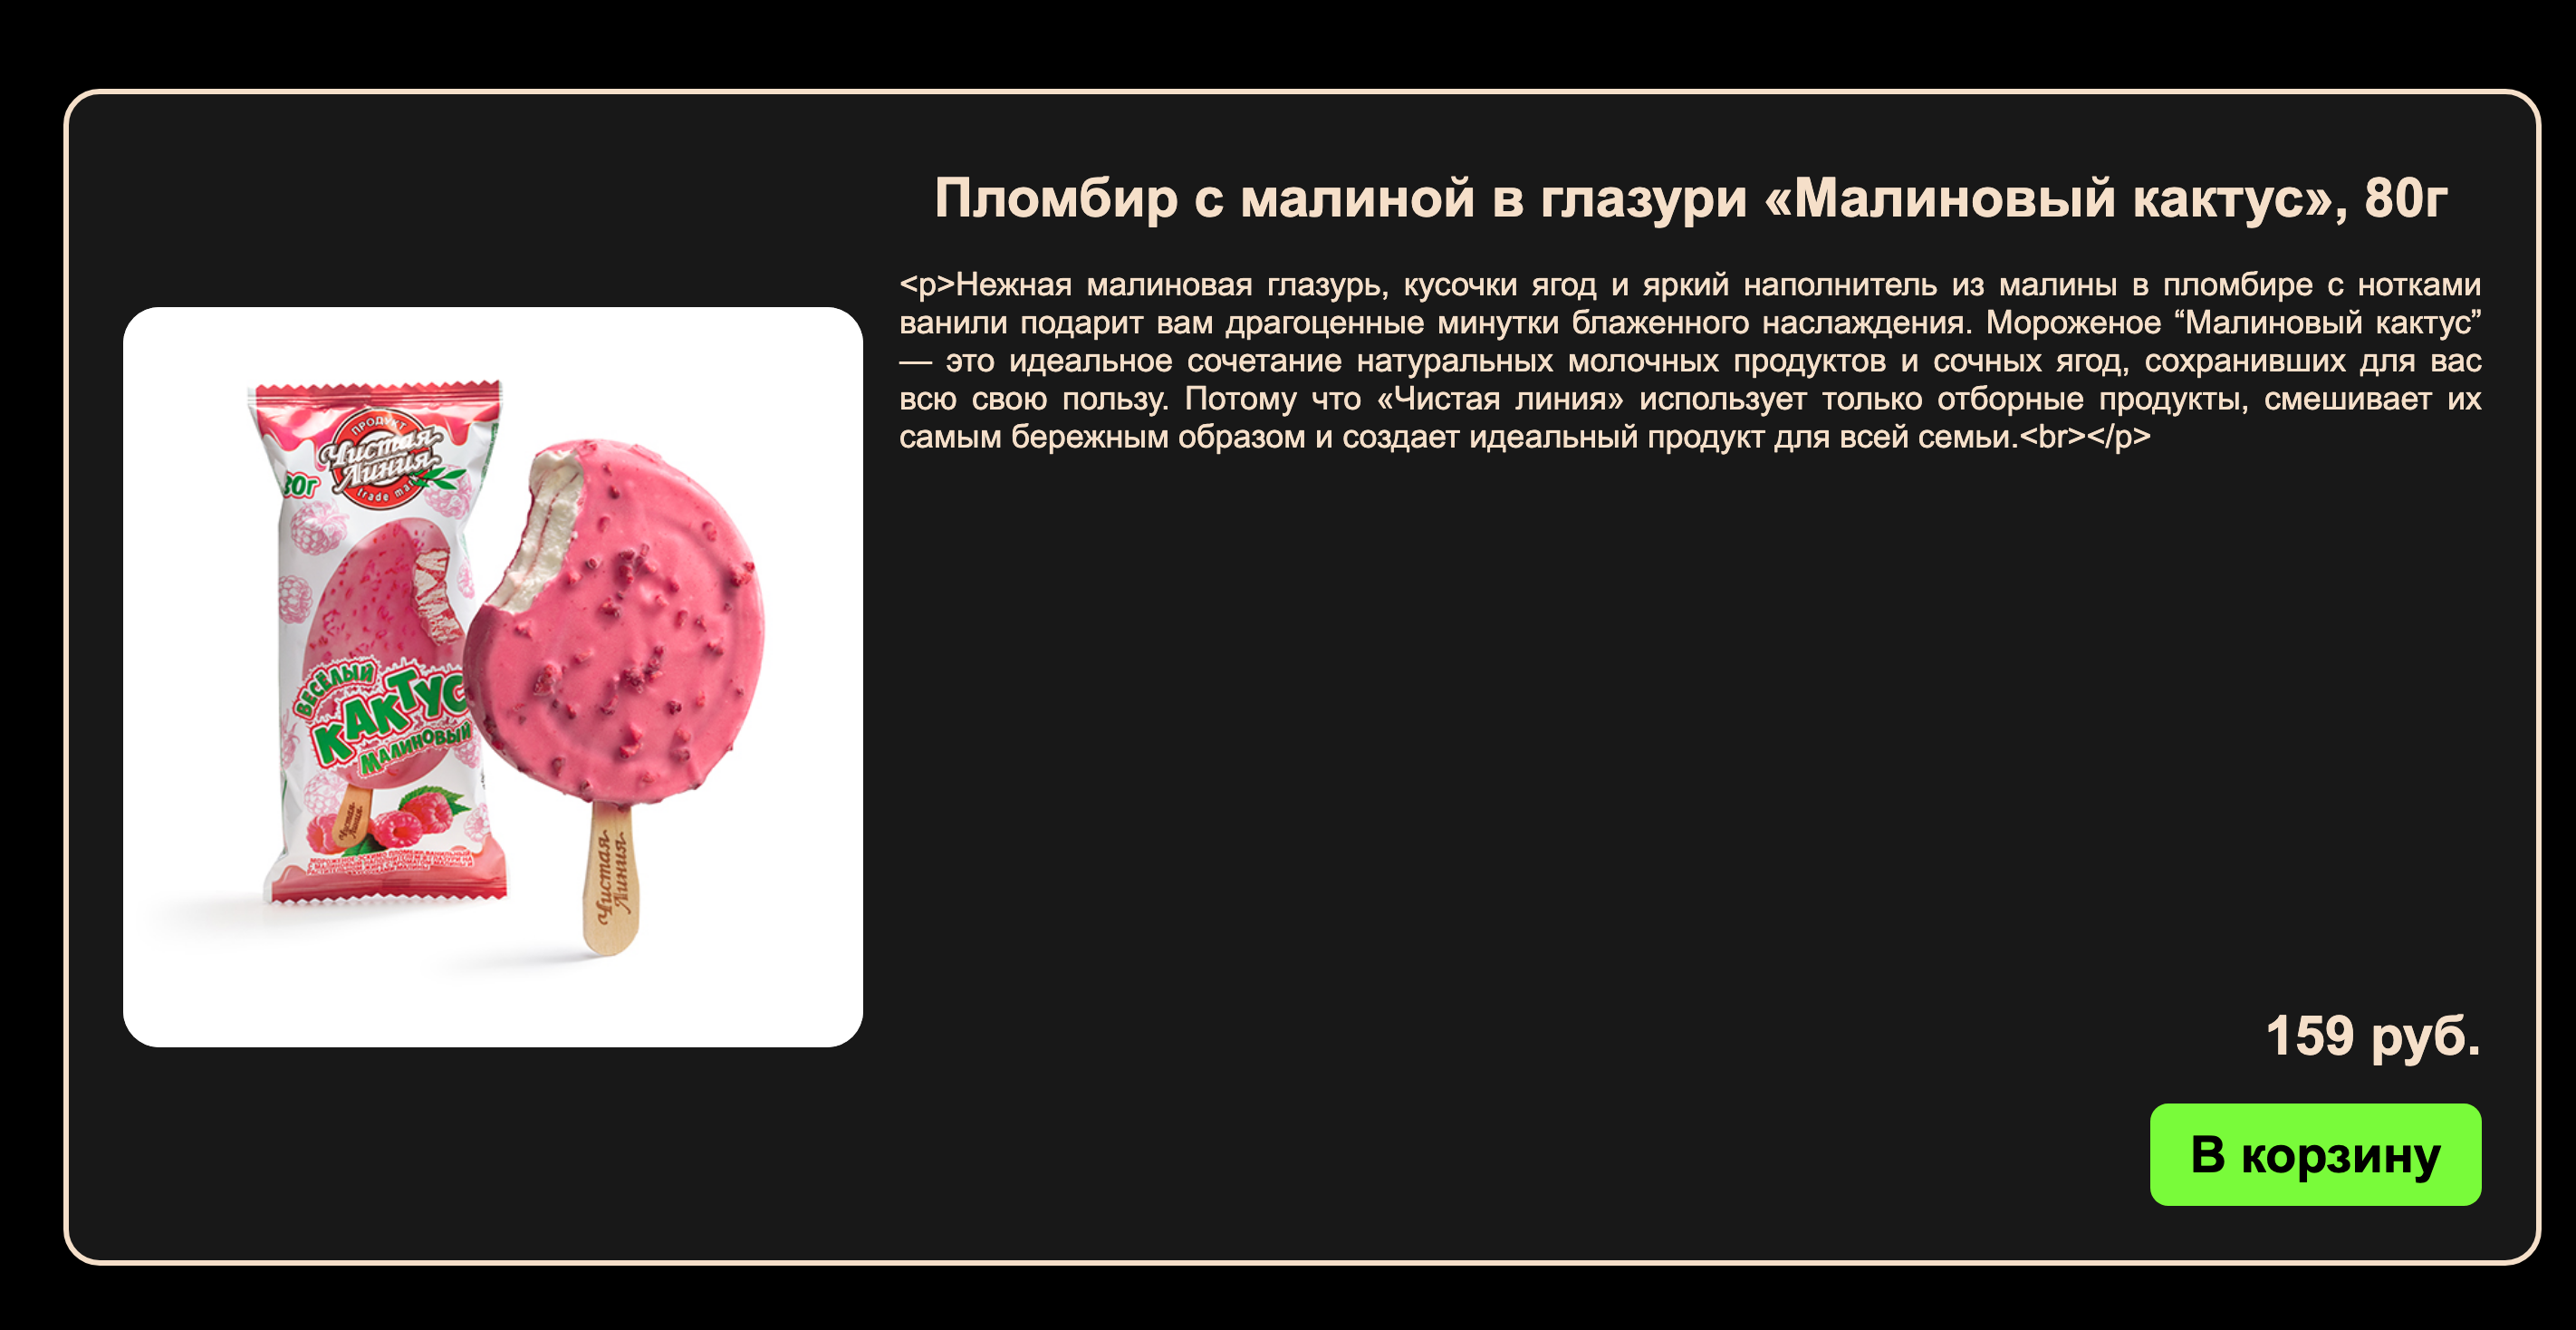 Пломбир с малиной в глазури «Малиновый кактус», 80г
<p>Нежная малиновая глазурь, кусочки ягод и яркий наполнитель из малины в пломбире с нотками
ванили подарит вам драгоценные минутки блаженного наслаждения. Мороженое “Малиновый кактус”
— это идеальное сочетание натуральных молочных продуктов и сочных ягод, сохранивших для вас
всю свою пользу. Потому что «Чистая линия» использует только отборные продукты, смешивает их
самым бережным образом и создает идеальный продукт для всей семьи.<br></p>
ПРОДУКТ
Чистая
Линия
trade mark
80г
ВЕСЁЛЫЙ
КАКТУС
МАЛИНОВЫЙ
Чистая
Линия
Чистая
Линия
159 руб.
В корзину